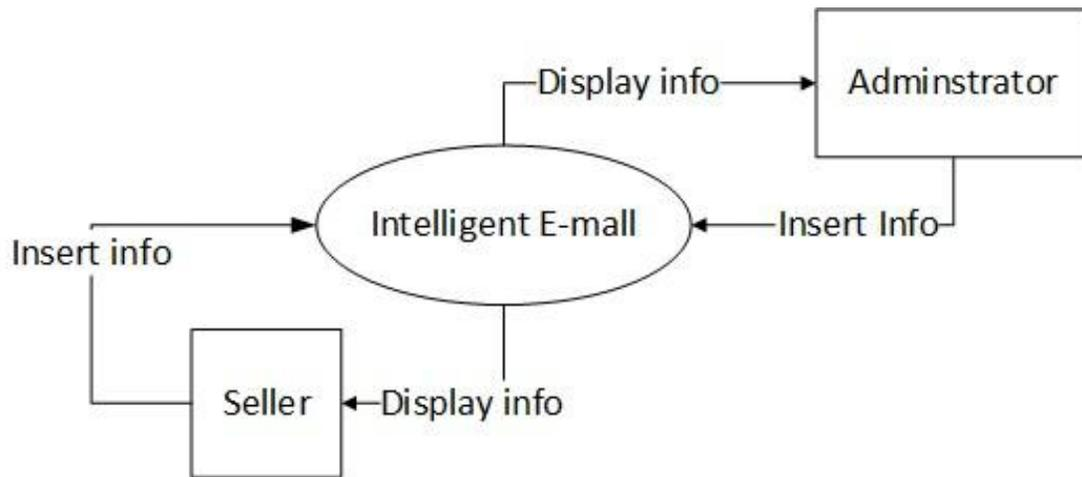 Display info
Adminstrator
Intelligent E-mall
Insert Info
Insert info
Seller
Display info